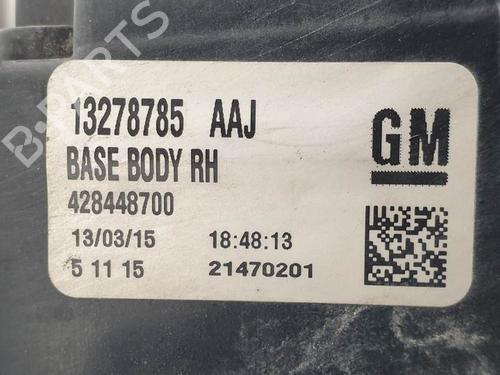 B-PARTS
13278785 AAJ
GM
BASE BODY RH
428448700
13/03/15 18:48:13
5 11 15 21470201